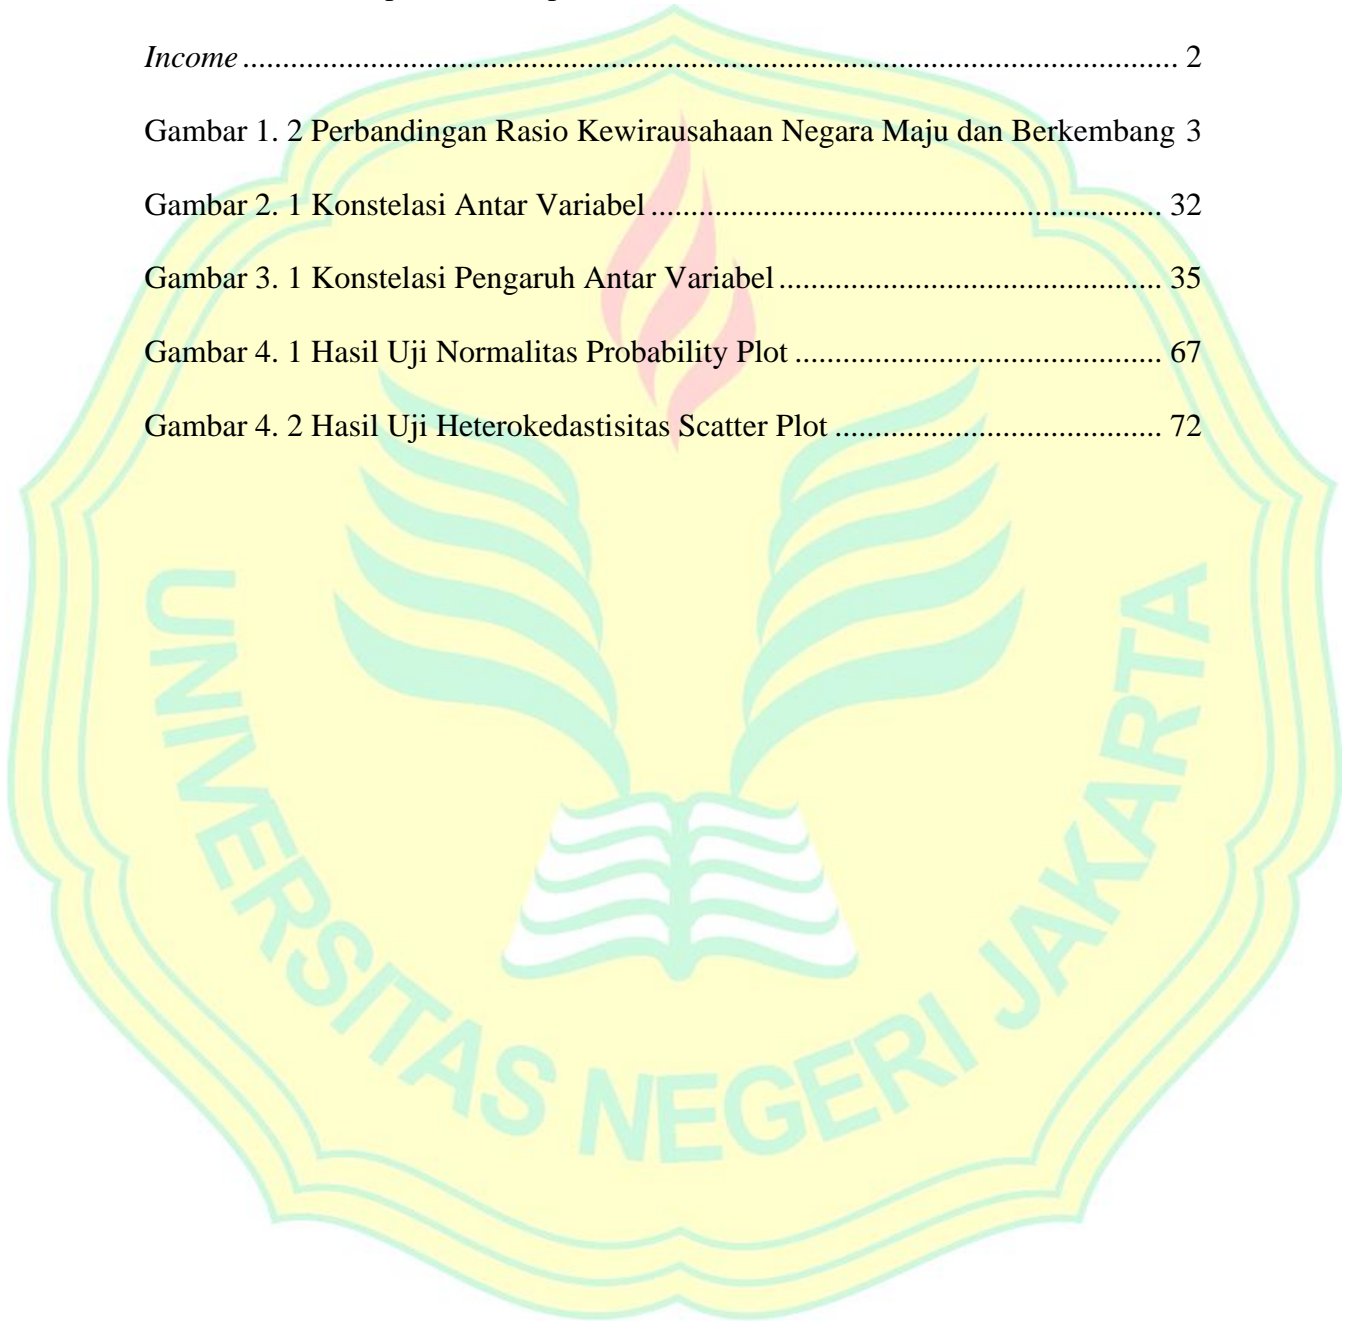 Income ........................................................................................................................ 2
Gambar 1. 2 Perbandingan Rasio Kewirausahaan Negara Maju dan Berkembang 3
Gambar 2. 1 Konstelasi Antar Variabel ................................................................. 32
Gambar 3. 1 Konstelasi Pengaruh Antar Variabel ................................................. 35
Gambar 4. 1 Hasil Uji Normalitas Probability Plot ............................................... 67
Gambar 4. 2 Hasil Uji Heterokedastisitas Scatter Plot .......................................... 72
UNIVERSITAS NEGERI JAKARTA